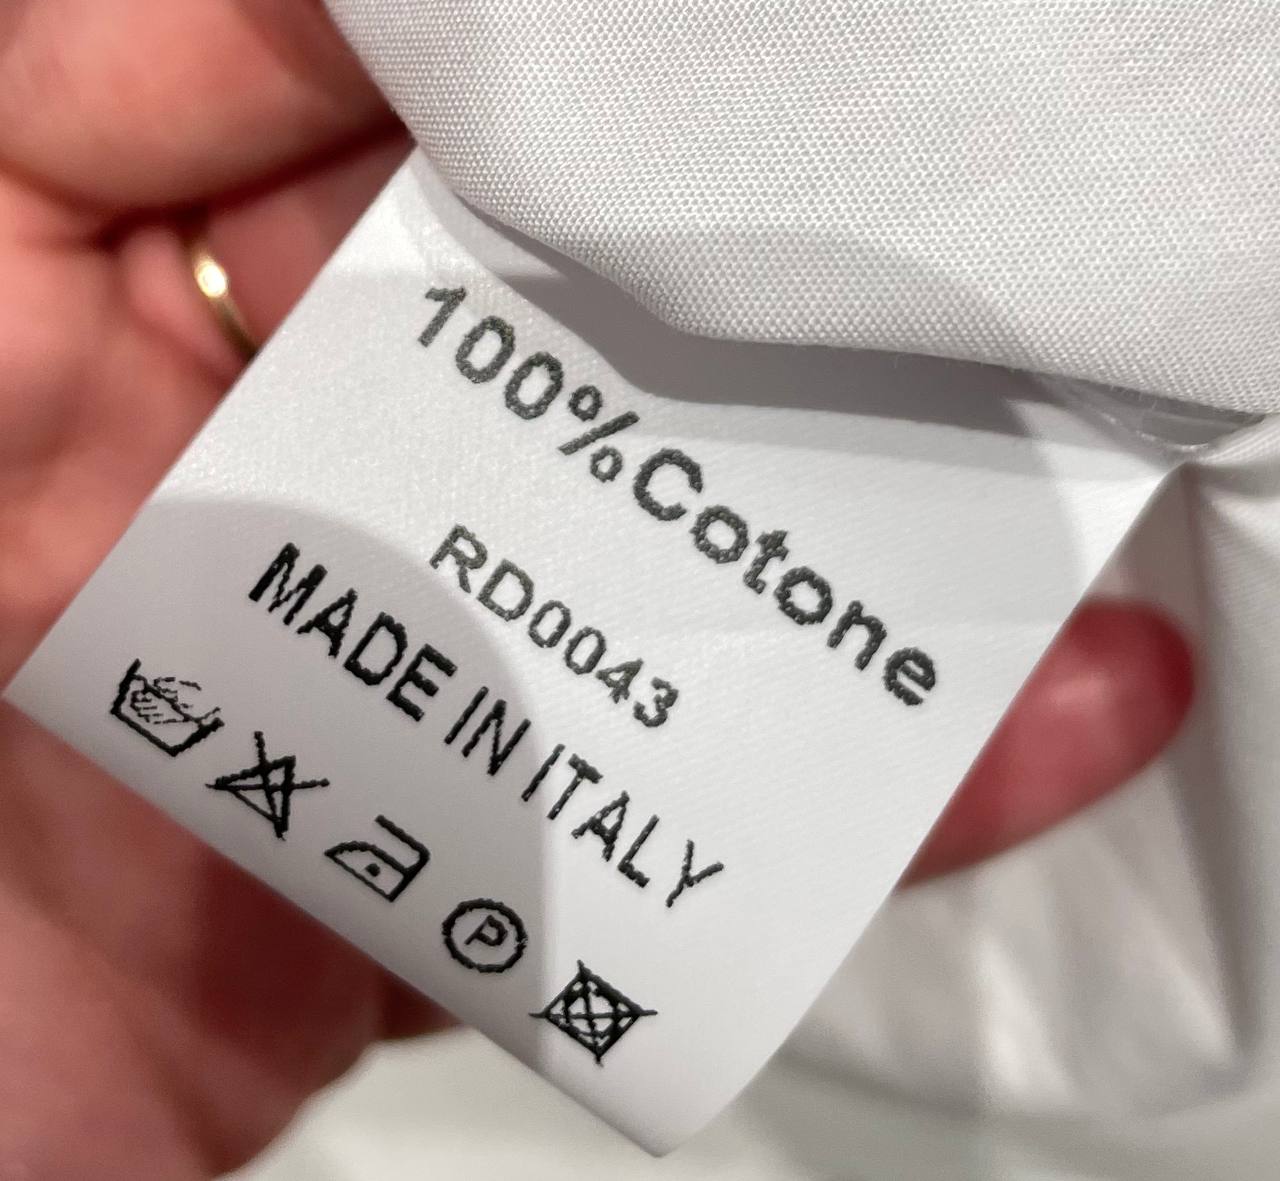 100%Cotone
RD0043
MADE IN ITALY
P